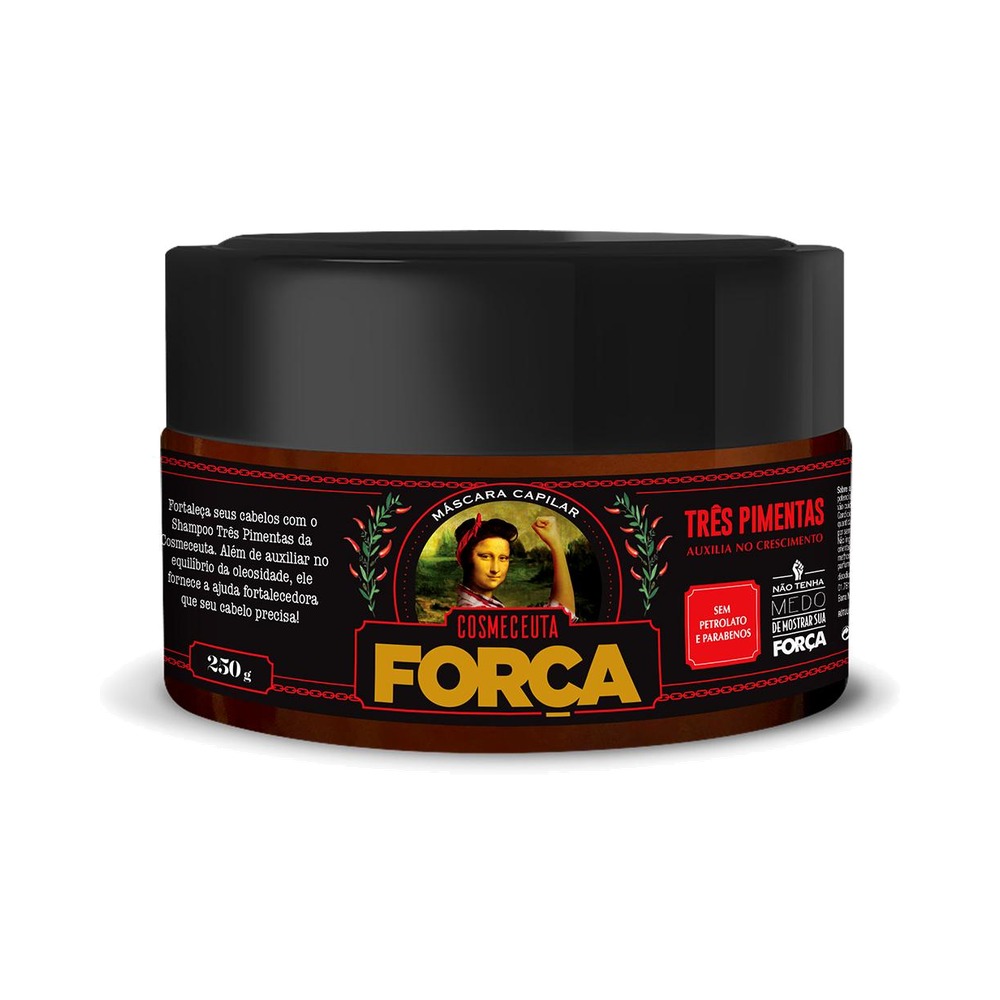 Fortaleça seus cabelos com o
Shampoo Três Pimentas da
Cosmeceuta. Além de auxiliar no
equilíbrio da oleosidade, ele
fornece a ajuda fortalecedora
que seu cabelo precisa!
250 g
MÁSCARA CAPILAR
COSMECEUTA
FORÇA
TRÊS PIMENTAS
AUXILIA NO CRESCIMENTO
SEM
PETROLATO
E PARABENOS
NÃO TENHA
MEDO
DE MOSTRAR SUA
FORÇA